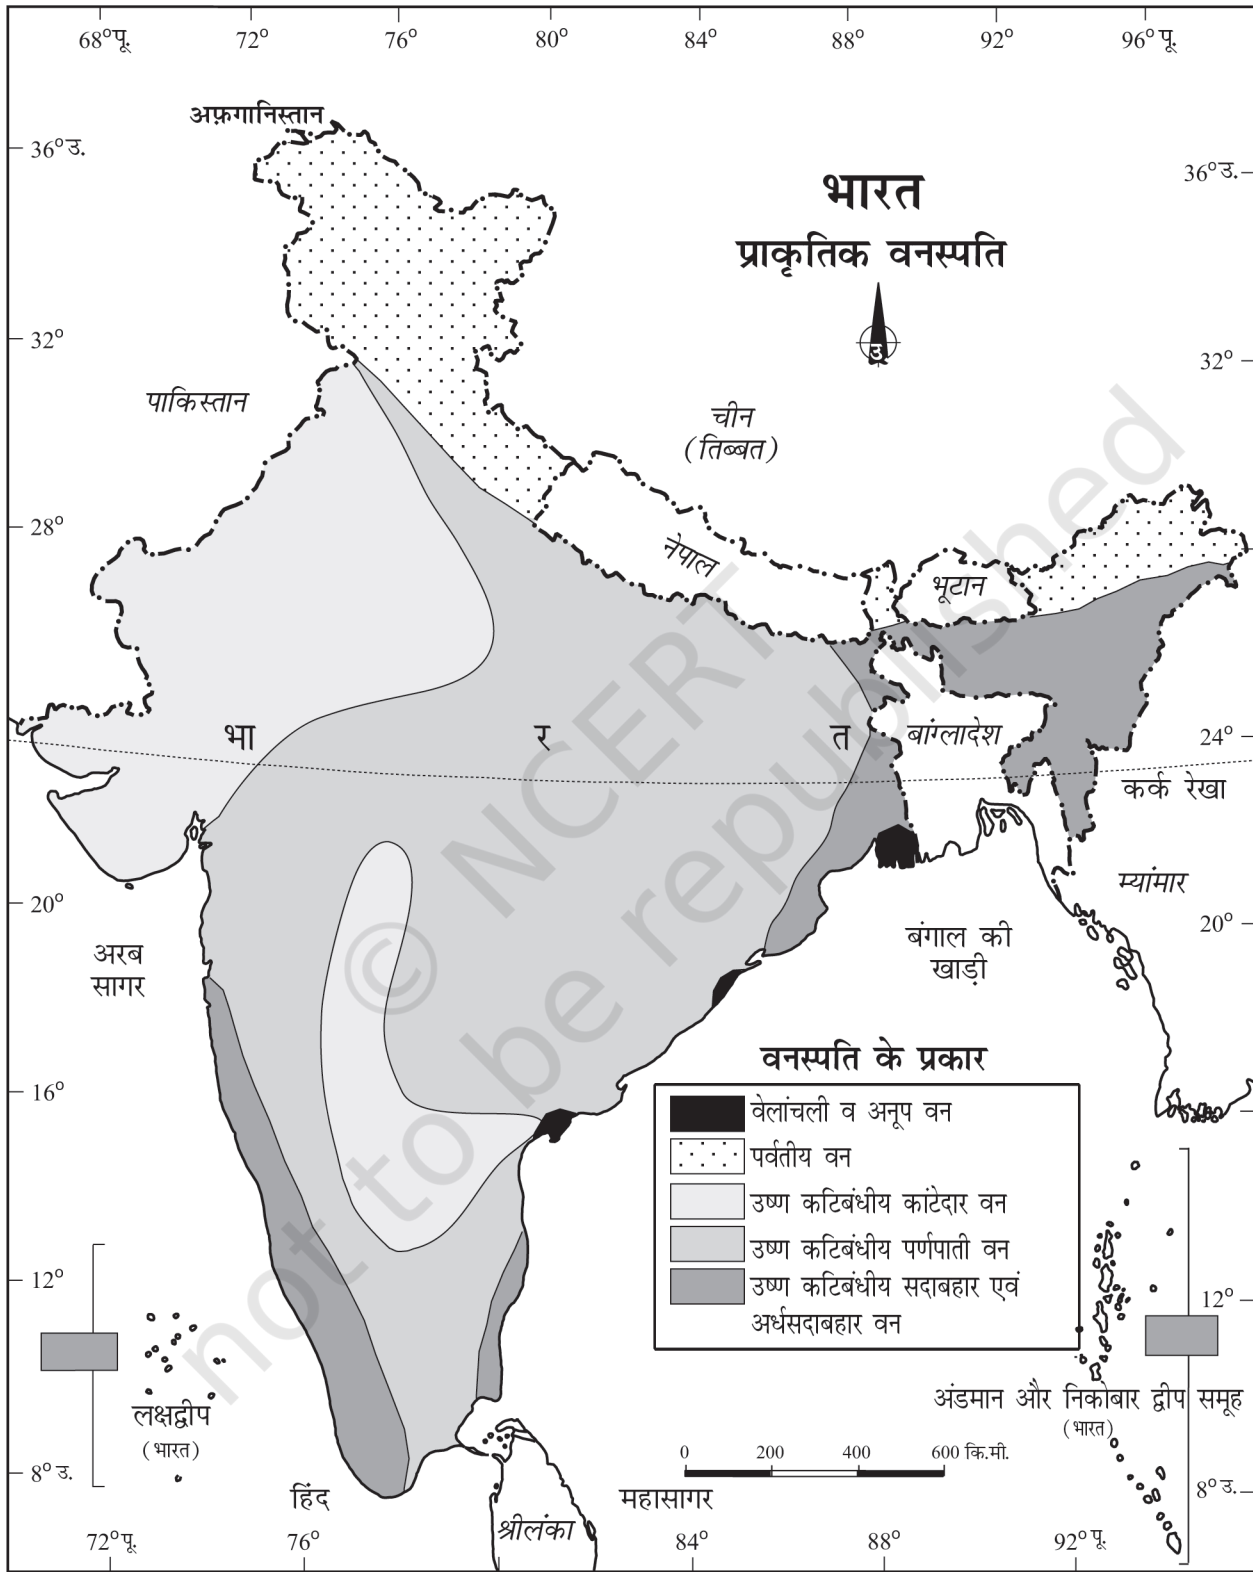 68°पू. 72° 76° 80° 84° 88° 92° 96° पू.
अफ़गानिस्तान
36°उ.
36°उ.
भारत
प्राकृतिक वनस्पति
उ
32°
32°
पाकिस्तान
चीन
(तिब्बत)
28°
नेपाल
भूटान
भा र त
बांग्लादेश
24°
कर्क रेखा
म्यांमार
20°
20°
अरब
सागर
बंगाल की
खाड़ी
16°
वनस्पति के प्रकार
वेलांचली व अनूप वन
पर्वतीय वन
उष्ण कटिबंधीय कांटेदार वन
उष्ण कटिबंधीय पर्णपाती वन
उष्ण कटिबंधीय सदाबहार एवं
अर्धसदाबहार वन
12°
12°
लक्षद्वीप
(भारत)
अंडमान और निकोबार द्वीप समूह
(भारत)
0 200 400 600 कि.मी.
8° उ.
8° उ.
हिंद महासागर
श्रीलंका
72°पू. 76° 84° 88° 92°पू.
© NCERT
not to be republished